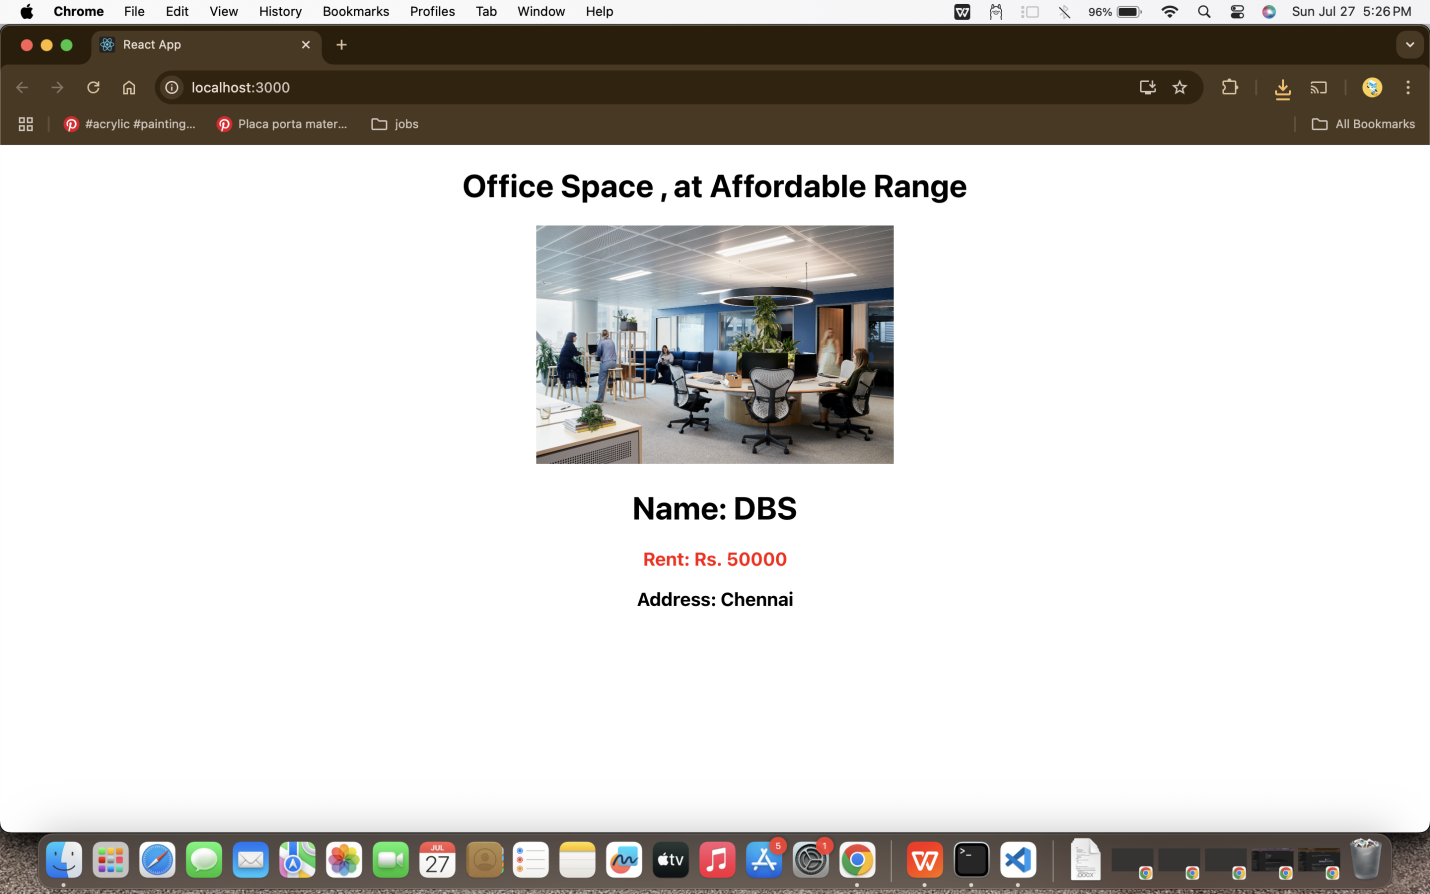 Chrome File Edit View History Bookmarks Profiles Tab Window Help 96% Sun Jul 27 5:26 PM
React App
localhost:3000
#acrylic #painting... Placa porta mater... jobs All Bookmarks
Office Space , at Affordable Range
Name: DBS
Rent: Rs. 50000
Address: Chennai
JUL
27
tv
5
1
DOCX